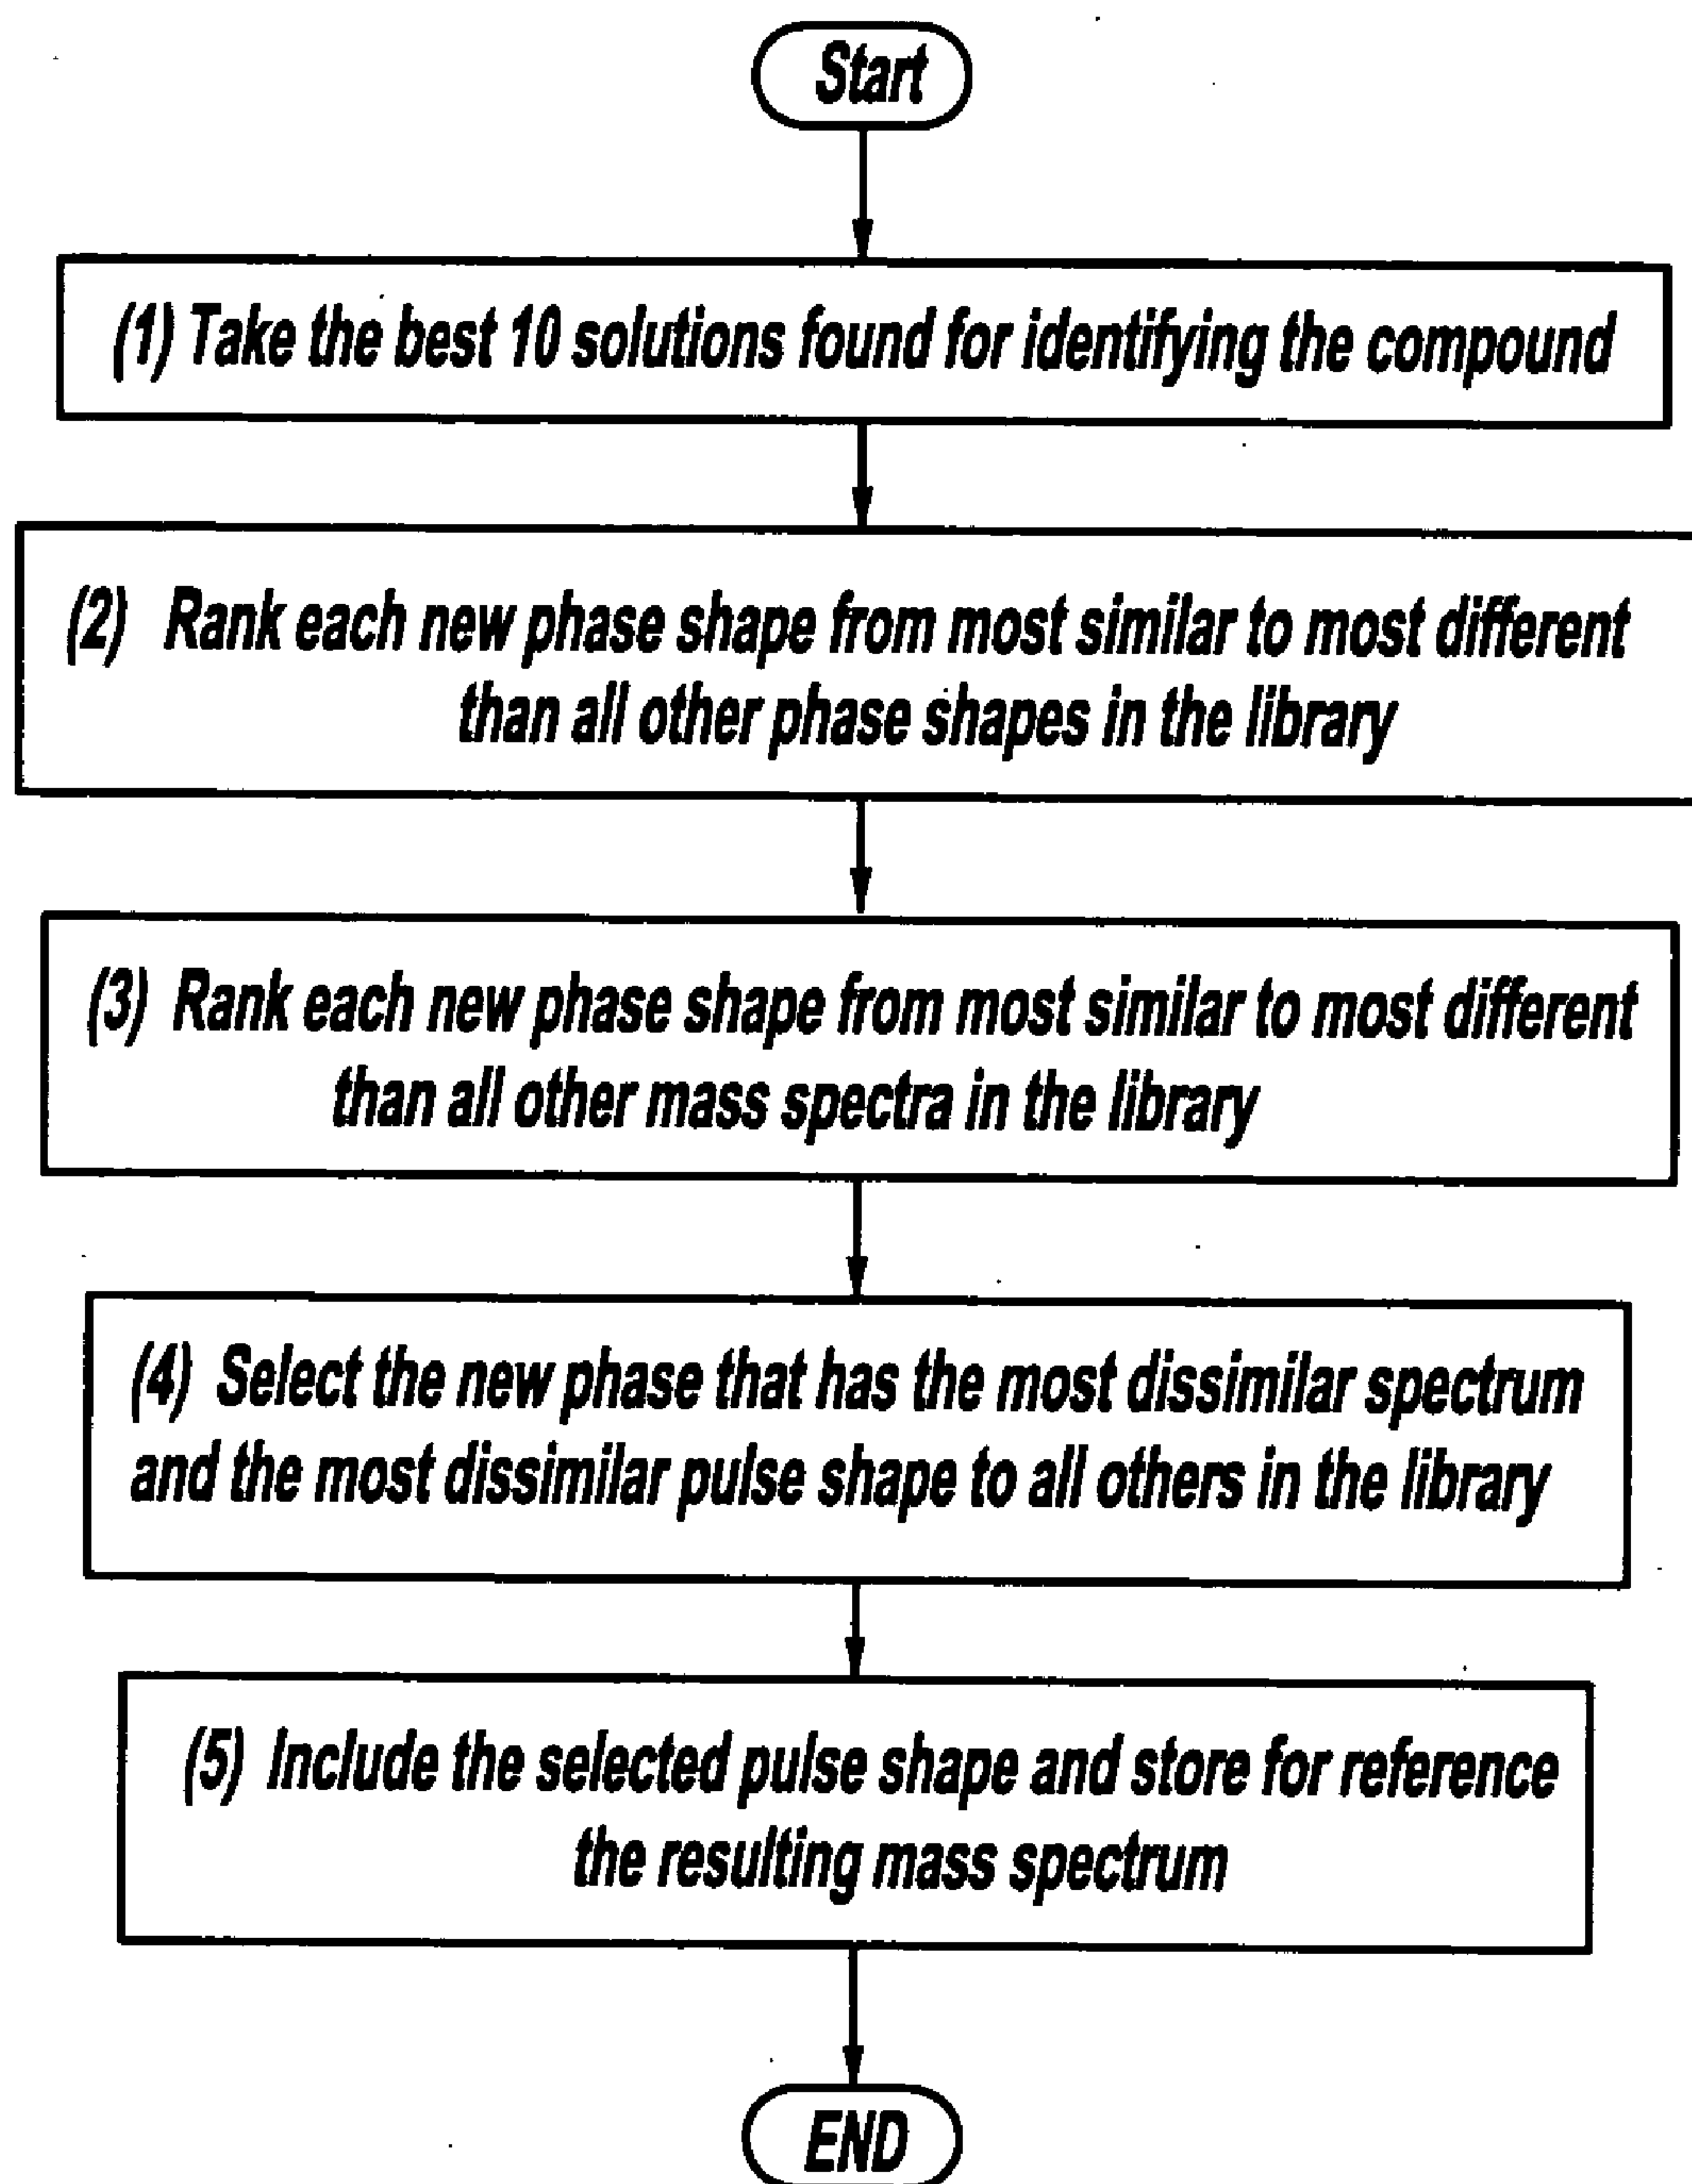 Start
(1) Take the best 10 solutions found for identifying the compound
(2) Rank each new phase shape from most similar to most different
than all other phase shapes in the library
(3) Rank each new phase shape from most similar to most different
than all other mass spectra in the library
(4) Select the new phase that has the most dissimilar spectrum
and the most dissimilar pulse shape to all others in the library
(5) Include the selected pulse shape and store for reference
the resulting mass spectrum
END